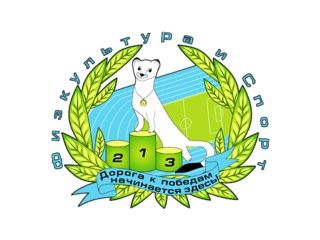 Физкультура и Спорт
2 1 3
Дорога к победам
начинается здесь!